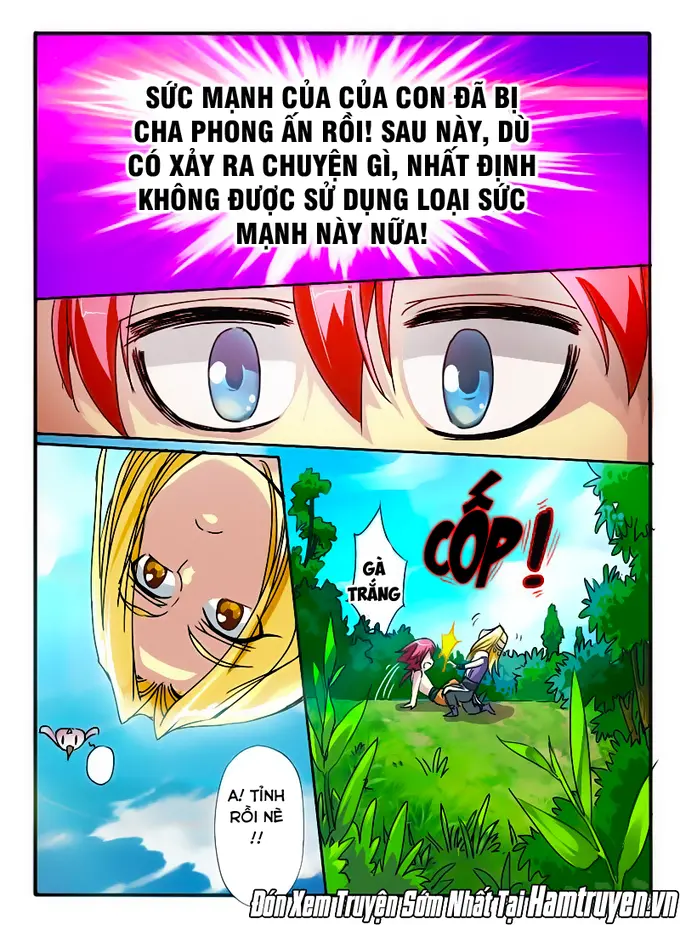 SỨC MẠNH CỦA CỦA CON ĐÃ BỊ
CHA PHONG ẤN RỒI! SAU NÀY, DÙ
CÓ XẢY RA CHUYỆN GÌ, NHẤT ĐỊNH
KHÔNG ĐƯỢC SỬ DỤNG LOẠI SỨC
MẠNH NÀY NỮA!
A! TỈNH
RỒI NÈ
!!
CỐP!
GÀ
TRẮNG
Đón Xem Truyện Sớm Nhất Tại Hamtruyen.vn